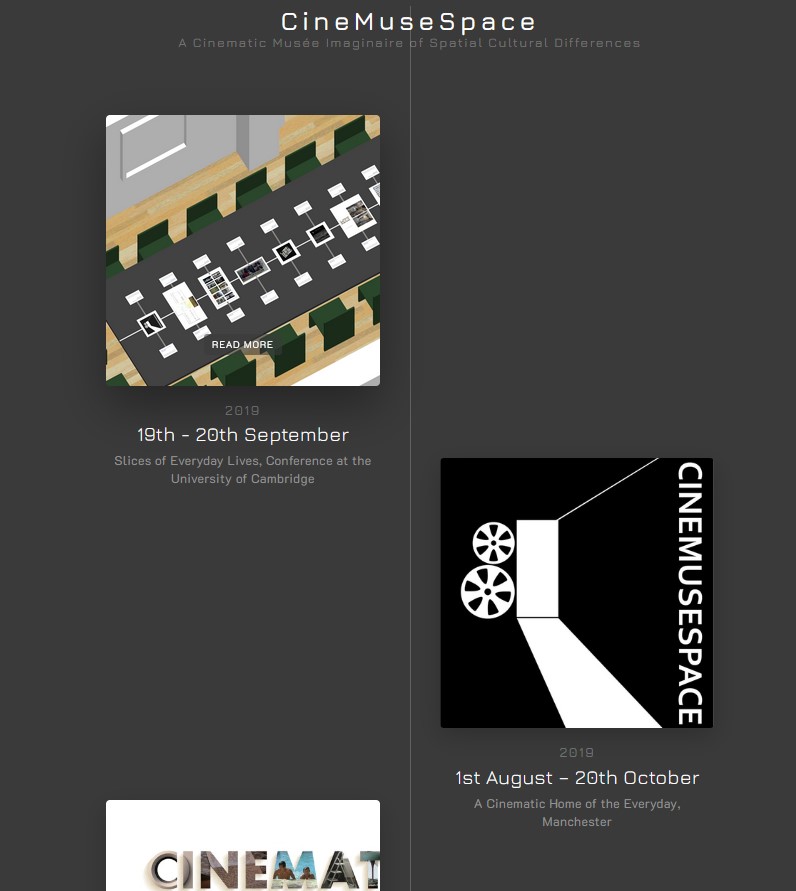 CineMuseSpace
A Cinematic Musée Imaginaire of Spatial Cultural Differences
READ MORE
2019
19th - 20th September
Slices of Everyday Lives, Conference at the
University of Cambridge
CINEMUSESPACE
2019
1st August – 20th October
A Cinematic Home of the Everyday,
Manchester
CINEMAT